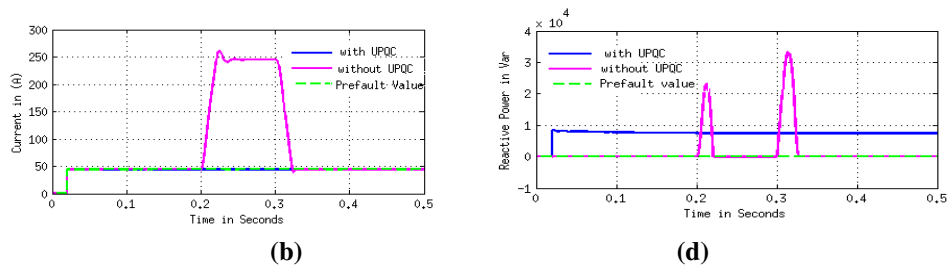 300
250
200
150
100
50
0
Current in (A)
with UPQC
without UPQC
Prefault Value
0 0.1 0.2 0.3 0.4 0.5
Time in Seconds
(b)
× 10⁴
5
4
3
2
1
0
-1
Reactive Power in Var
with UPQC
without UPQC
Prefault value
0 0.1 0.2 0.3 0.4 0.5
Time in Seconds
(d)